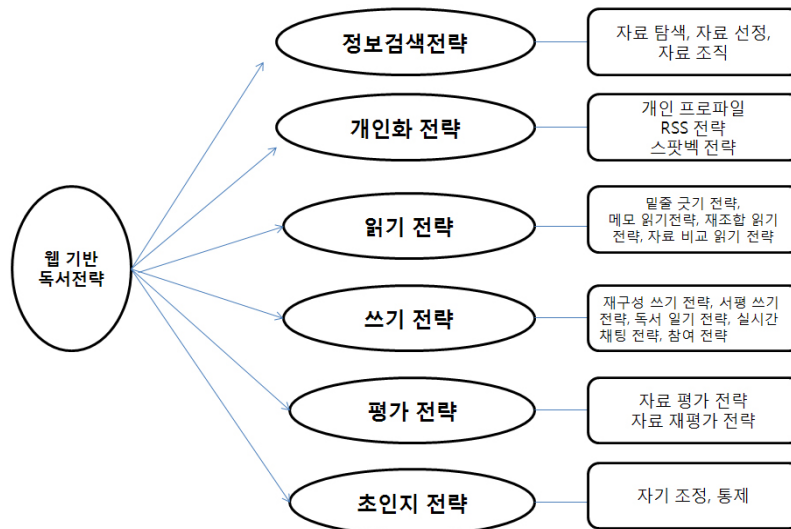 정보검색전략
자료 탐색, 자료 선정,
자료 조직
개인화 전략
개인 프로파일
RSS 전략
스팟벡 전략
웹 기반
독서전략
읽기 전략
밑줄 긋기 전략,
메모 읽기전략, 재조합 읽기
전략, 자료 비교 읽기 전략
쓰기 전략
재구성 쓰기 전략, 서평 쓰기
전략, 독서 일기 전략, 실시간
채팅 전략, 참여 전략
평가 전략
자료 평가 전략
자료 재평가 전략
초인지 전략
자기 조정, 통제